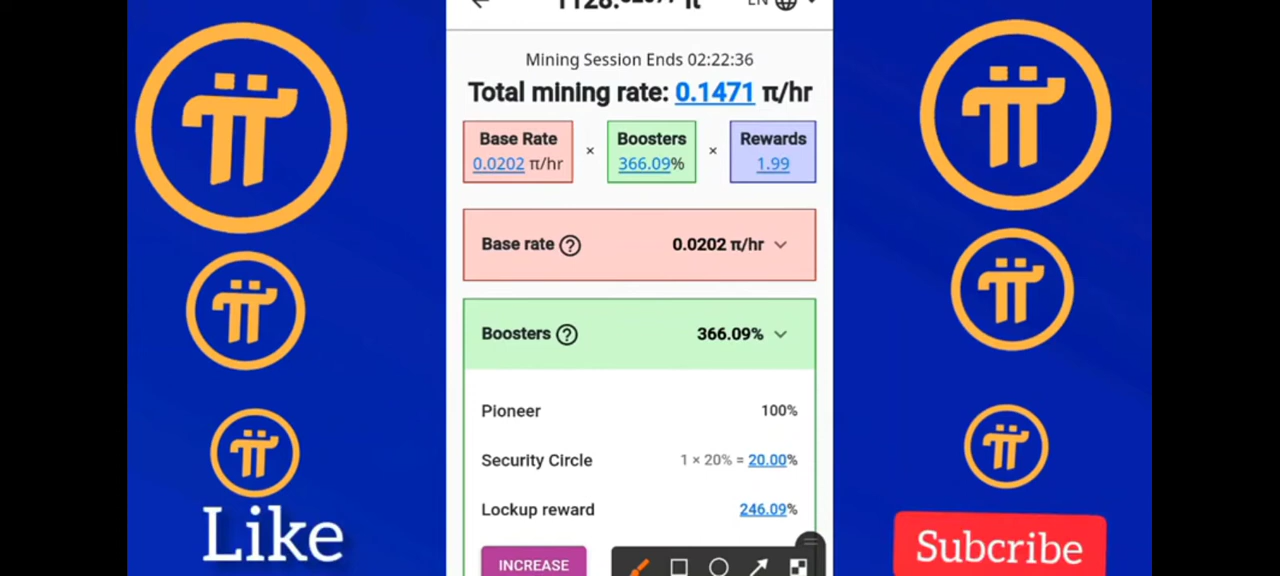 EN
Mining Session Ends 02:22:36
Total mining rate: 0.1471 π/hr
Base Rate
0.0202 π/hr
×
Boosters
366.09%
×
Rewards
1.99
Base rate ? 0.0202 π/hr
Boosters ? 366.09%
Pioneer 100%
Security Circle 1 × 20% = 20.00%
Lockup reward 246.09%
INCREASE
Like
Subcribe